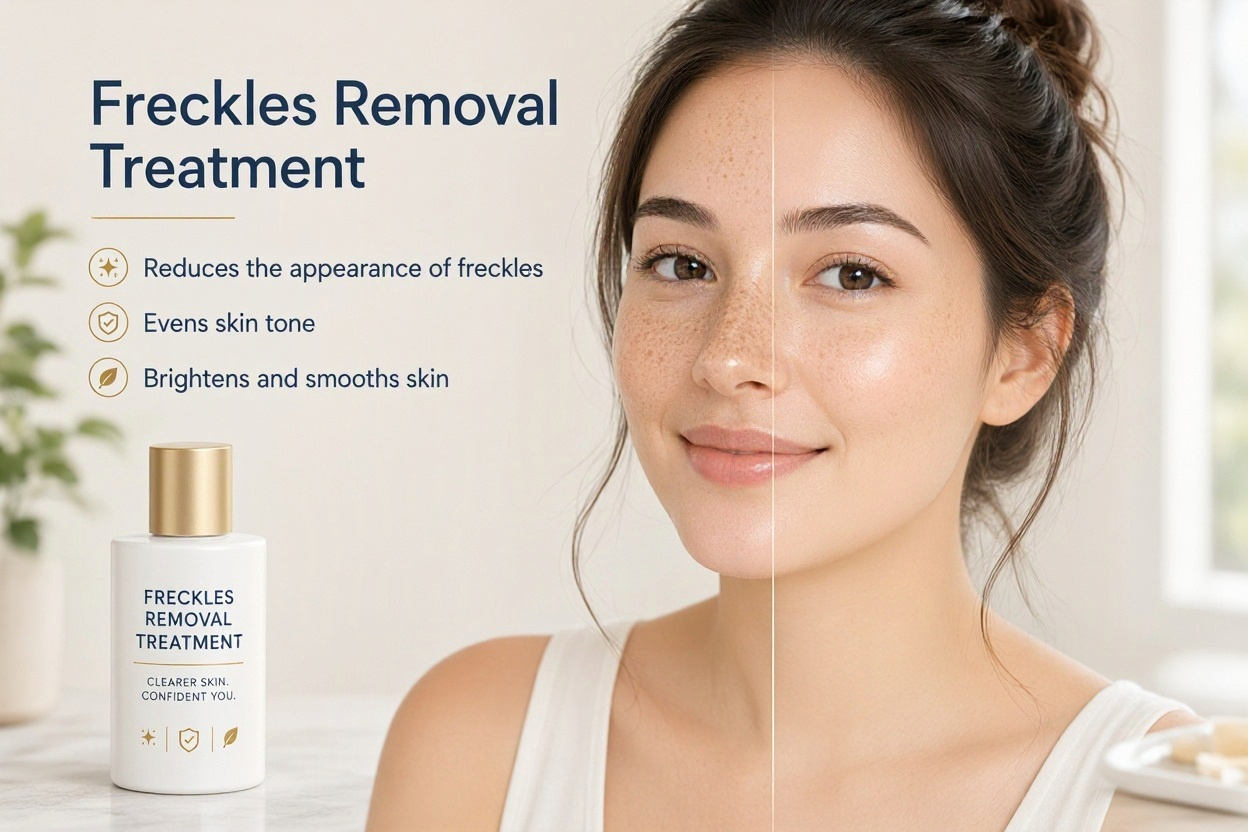 Freckles Removal
Treatment
Reduces the appearance of freckles
Evens skin tone
Brightens and smooths skin
FRECKLES
REMOVAL
TREATMENT
CLEARER SKIN.
CONFIDENT YOU.